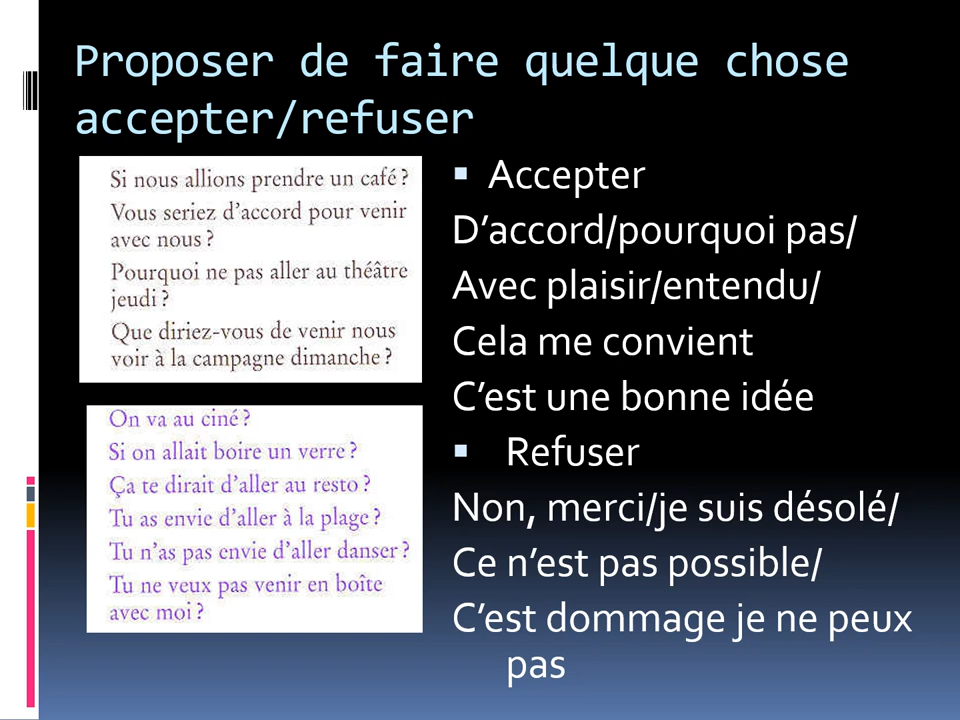 Proposer de faire quelque chose
accepter/refuser
Si nous allions prendre un café ?
Vous seriez d'accord pour venir
avec nous ?
Pourquoi ne pas aller au théâtre
jeudi ?
Que diriez-vous de venir nous
voir à la campagne dimanche ?
On va au ciné ?
Si on allait boire un verre ?
Ça te dirait d'aller au resto ?
Tu as envie d'aller à la plage ?
Tu n'as pas envie d'aller danser ?
Tu ne veux pas venir en boîte
avec moi ?
▪ Accepter
D'accord/pourquoi pas/
Avec plaisir/entendu/
Cela me convient
C'est une bonne idée
▪ Refuser
Non, merci/je suis désolé/
Ce n'est pas possible/
C'est dommage je ne peux
pas